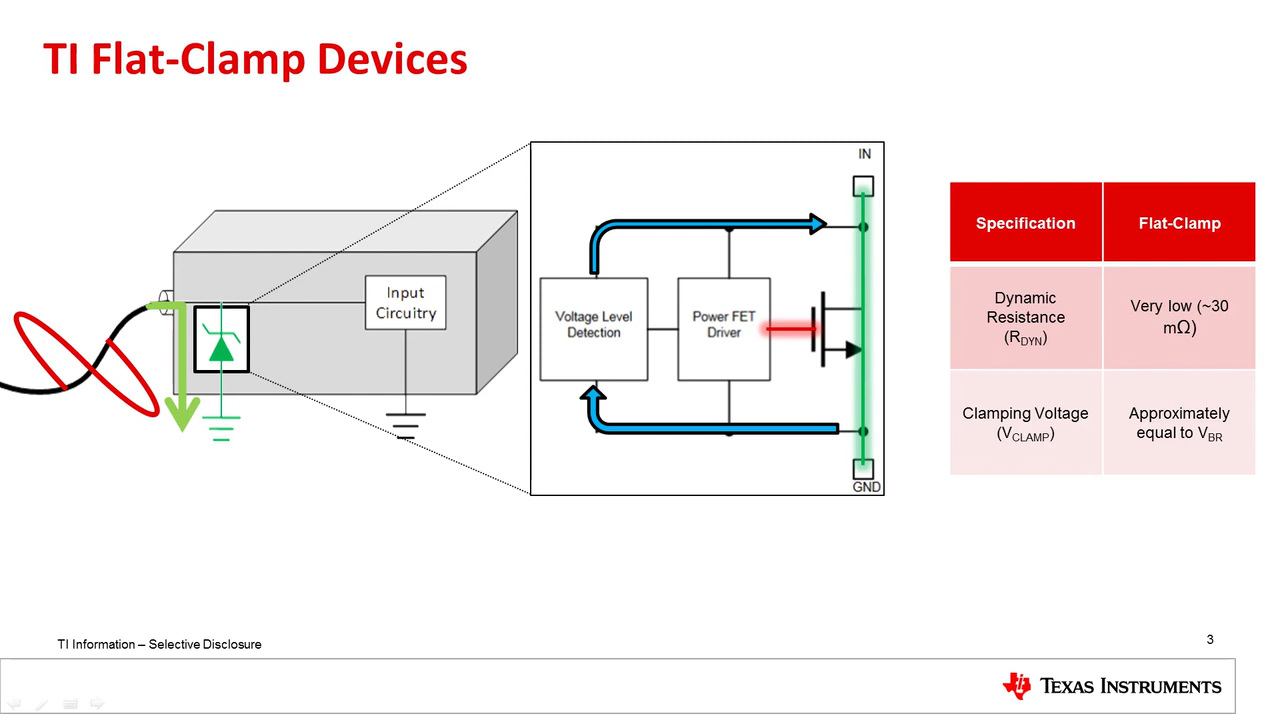 TI Flat-Clamp Devices
Input
Circuitry
IN
Voltage Level
Detection
Power FET
Driver
GND
Specification
Flat-Clamp
Dynamic
Resistance
(RDYN)
Very low (~30
mΩ)
Clamping Voltage
(VCLAMP)
Approximately
equal to VBR
TI Information – Selective Disclosure
3
TEXAS INSTRUMENTS